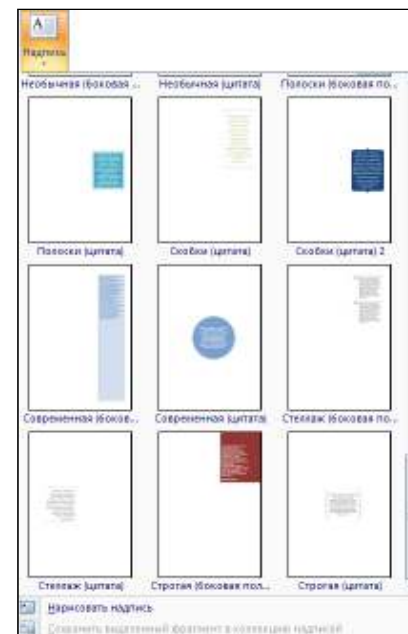 Надпись
Необычная (боковая ... Необычная (цитата) Полоски (боковая по...
Полоски (цитата) Скобки (цитата) Скобки (цитата) 2
Современная (боков... Современная (цитата) Стеллаж (боковая по...
Стеллаж (цитата) Строгая (боковая пол... Строгая (цитата)
Нарисовать надпись
Сохранить выделенный фрагмент в коллекцию надписей